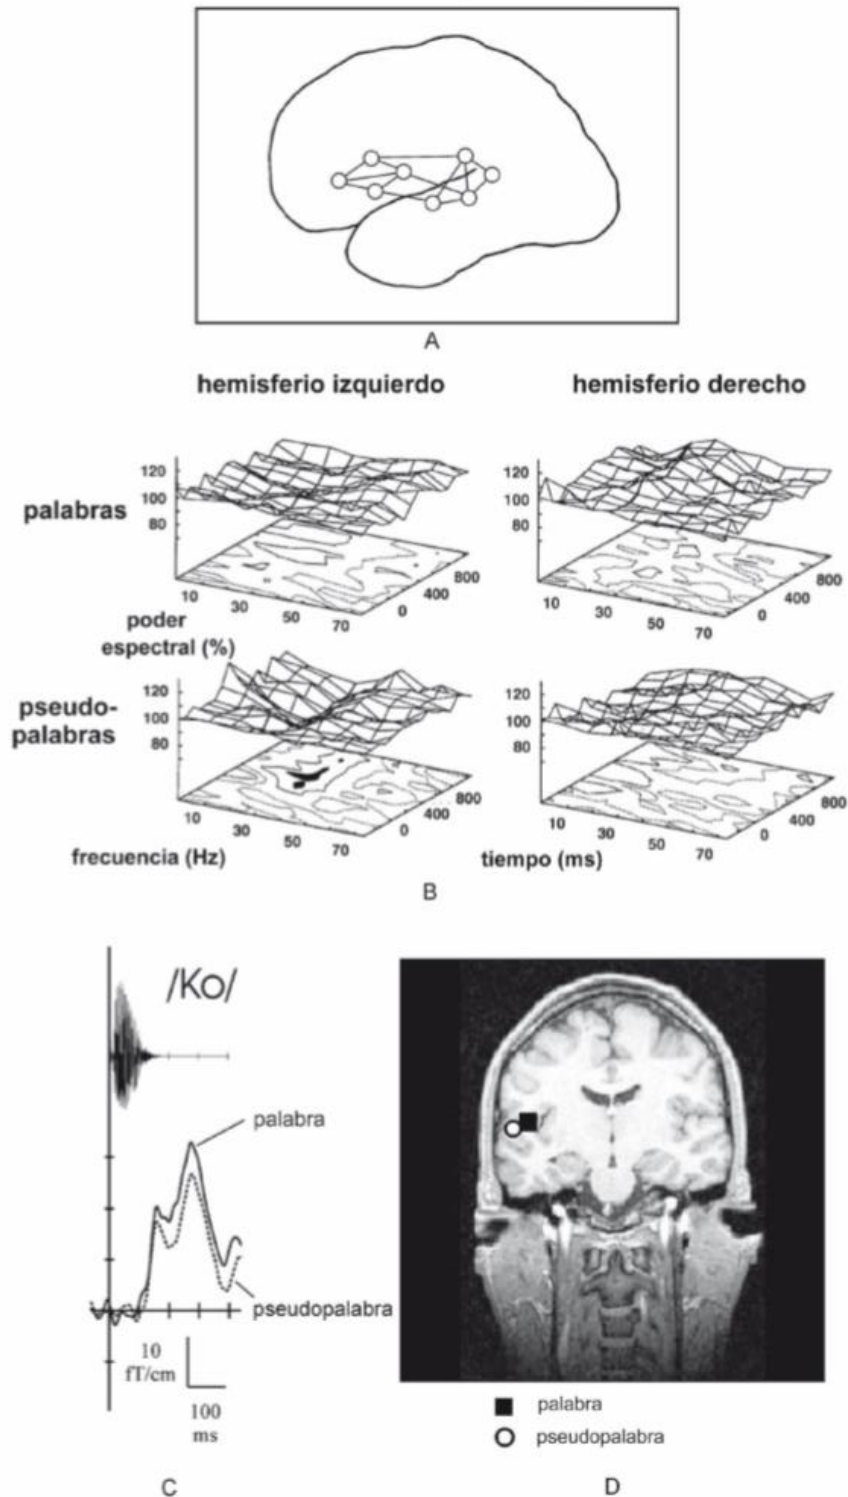 A
hemisferio izquierdo
hemisferio derecho
palabras
120
100
80
10
30
50
70
0
400
800
120
100
80
10
30
50
70
0
400
800
poder
espectral (%)
pseudo-
palabras
120
100
80
10
30
50
70
0
400
800
120
100
80
10
30
50
70
0
400
800
frecuencia (Hz)
tiempo (ms)
B
/Ko/
palabra
pseudopalabra
10
fT/cm
100
ms
C
palabra
pseudopalabra
D